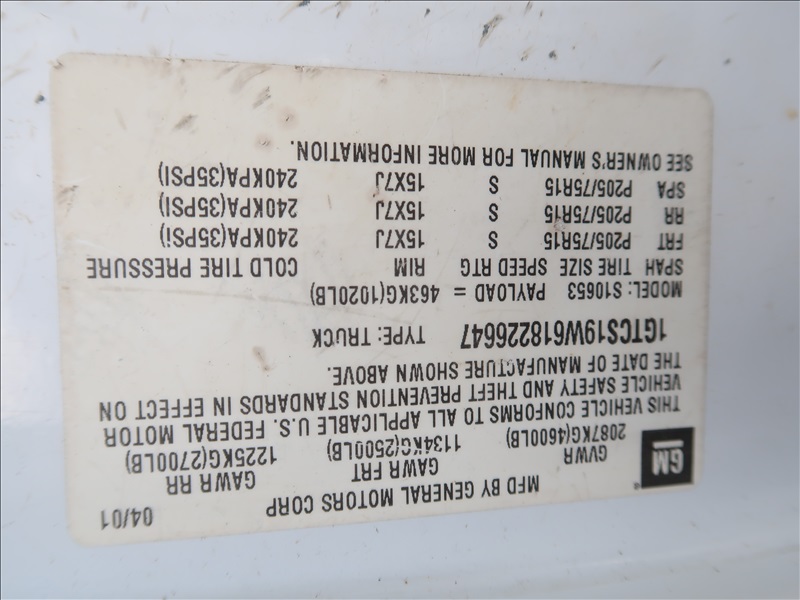 MFD BY GENERAL MOTORS CORP 04/01
GM
GVWR GAWR FRT GAWR RR
2087KG(4600LB) 1134KG(2500LB) 1225KG(2700LB)
THIS VEHICLE CONFORMS TO ALL APPLICABLE U.S. FEDERAL MOTOR
VEHICLE SAFETY AND THEFT PREVENTION STANDARDS IN EFFECT ON
THE DATE OF MANUFACTURE SHOWN ABOVE.
1GTCS19W618226647 TYPE: TRUCK
MODEL: S10653 PAYLOAD = 463KG(1020LB)
SPAH TIRE SIZE SPEED RTG RIM COLD TIRE PRESSURE
FRT P205/75R15 S 15X7J 240KPA(35PSI)
RR P205/75R15 S 15X7J 240KPA(35PSI)
SPA P205/75R15 S 15X7J 240KPA(35PSI)
SEE OWNER'S MANUAL FOR MORE INFORMATION.